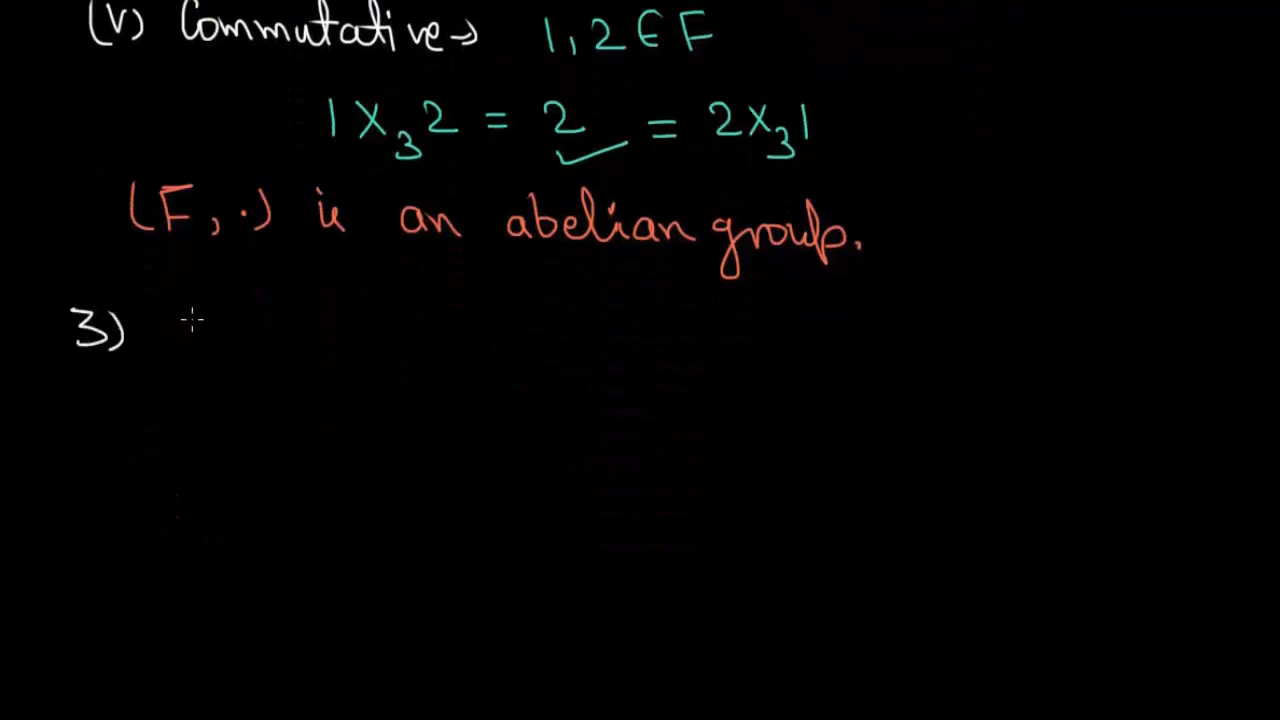 (V) Commutative → 1, 2 ∈ F
1 ×₃ 2 = 2 = 2 ×₃ 1
(F, ·) is an abelian group.
3)